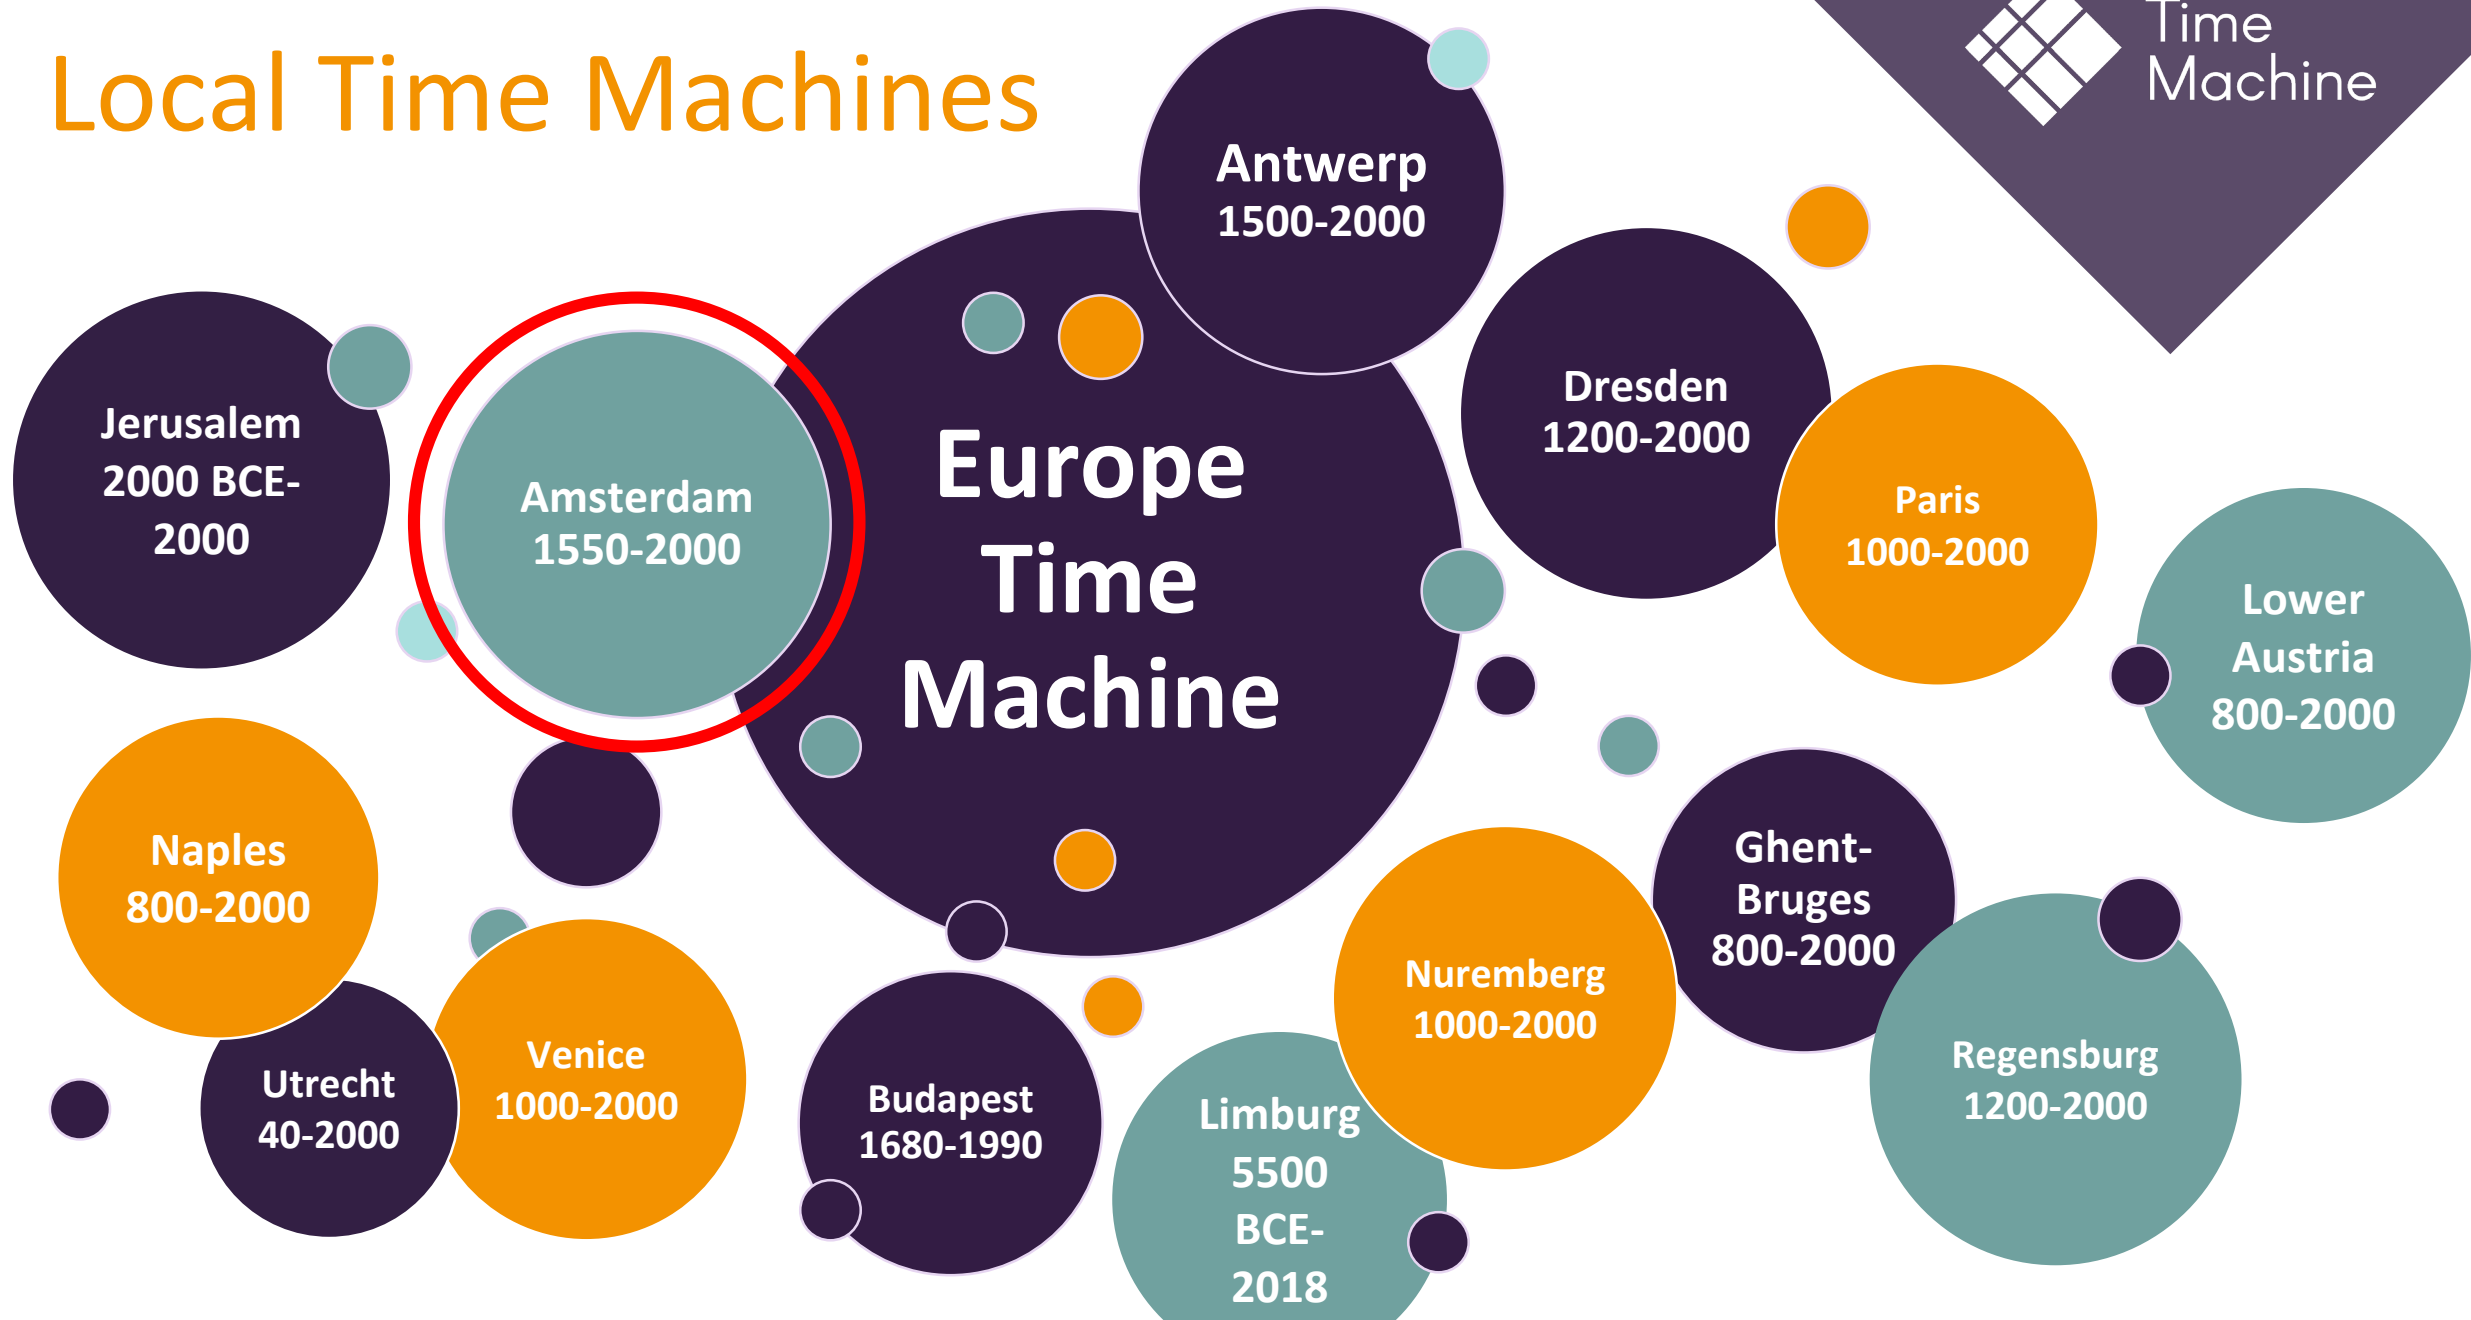 Local Time Machines
Time
Machine
Antwerp
1500-2000
Jerusalem
2000 BCE-
2000
Amsterdam
1550-2000
Europe
Time
Machine
Dresden
1200-2000
Paris
1000-2000
Lower
Austria
800-2000
Naples
800-2000
Utrecht
40-2000
Venice
1000-2000
Budapest
1680-1990
Limburg
5500
BCE-
2018
Nuremberg
1000-2000
Ghent-
Bruges
800-2000
Regensburg
1200-2000